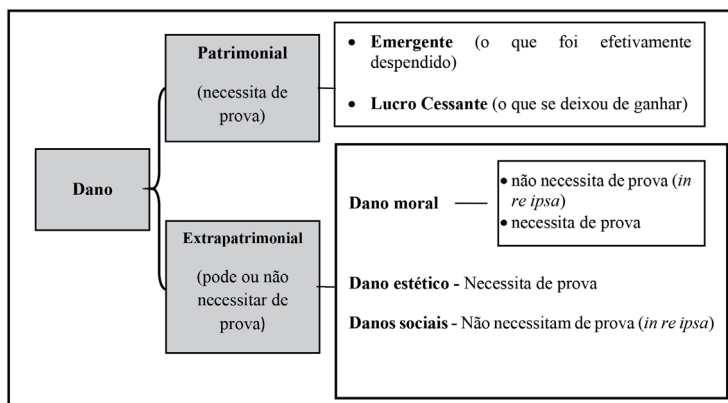 Dano
Patrimonial
(necessita de
prova)
• Emergente (o que foi efetivamente
despendido)
• Lucro Cessante (o que se deixou de ganhar)
Extrapatrimonial
(pode ou não
necessitar de
prova)
Dano moral
• não necessita de prova (in
re ipsa)
• necessita de prova
Dano estético - Necessita de prova
Danos sociais - Não necessitam de prova (in re ipsa)